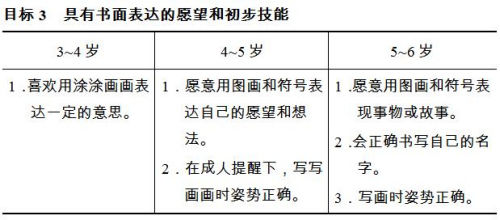 目标3 具有书面表达的愿望和初步技能
3~4岁 4~5岁 5~6岁
1．喜欢用涂涂画画表
达一定的意思。
1．愿意用图画和符号表
达自己的愿望和想
法。
2．在成人提醒下，写写
画画时姿势正确。
1．愿意用图画和符号表
现事物或故事。
2．会正确书写自己的名
字。
3．写画时姿势正确。